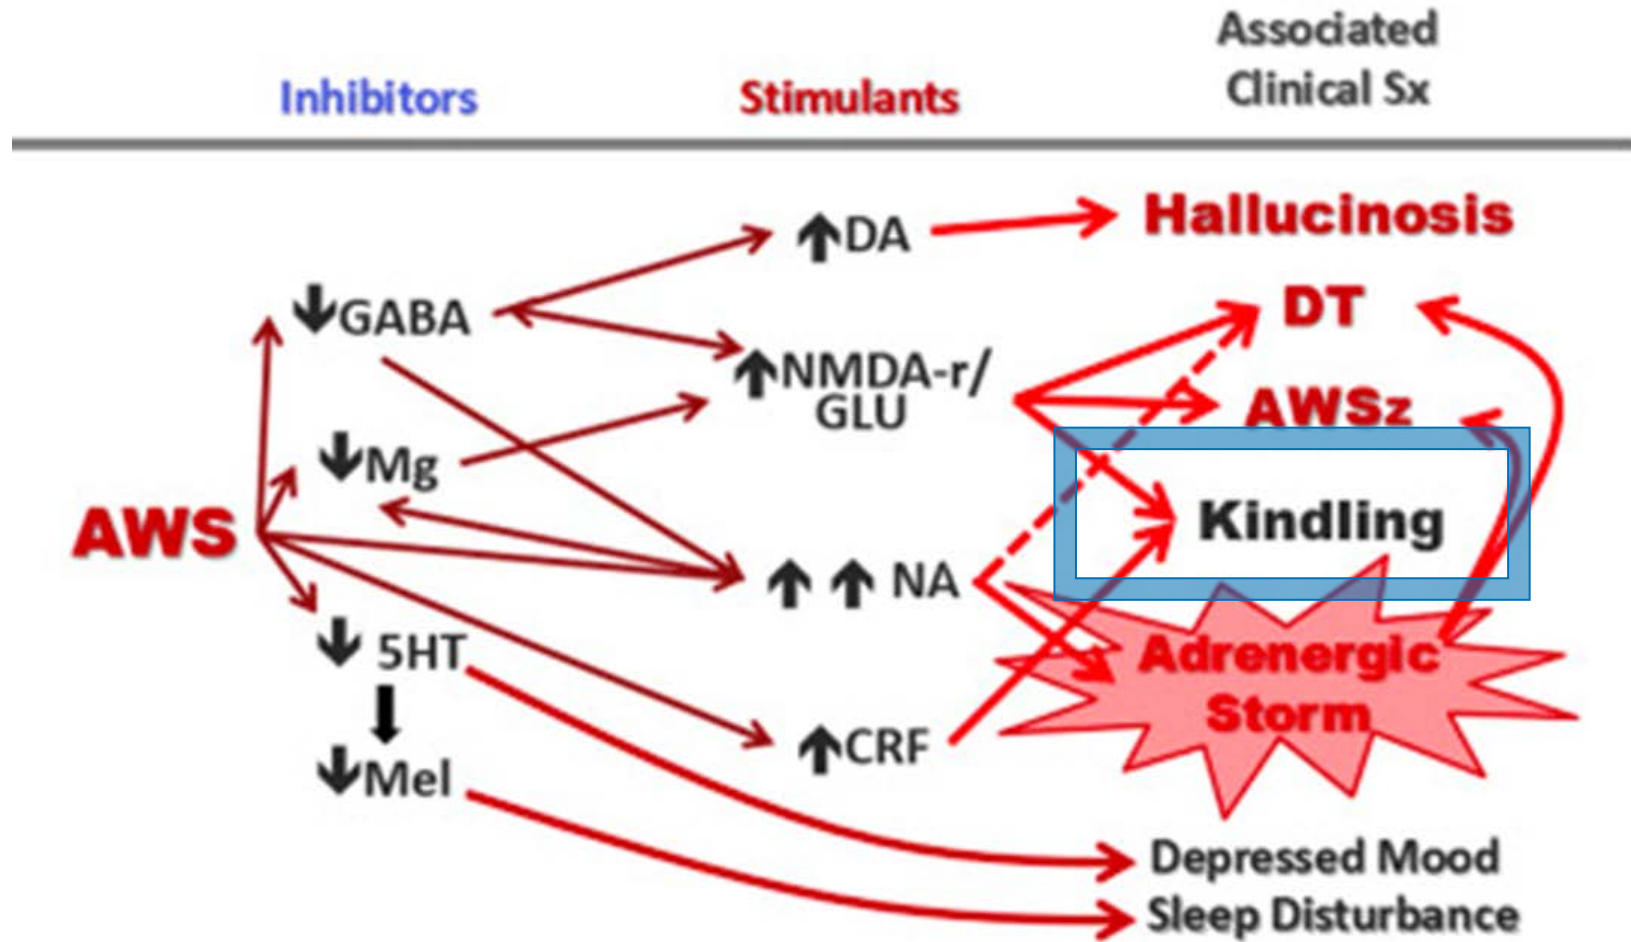 Associated
Clinical Sx
Inhibitors
Stimulants
Hallucinosis
↑DA
DT
↓GABA
↑NMDA-r/
GLU
AWSz
↓Mg
Kindling
AWS
↑ ↑ NA
↓ 5HT
Adrenergic
Storm
↑CRF
↓Mel
Depressed Mood
Sleep Disturbance